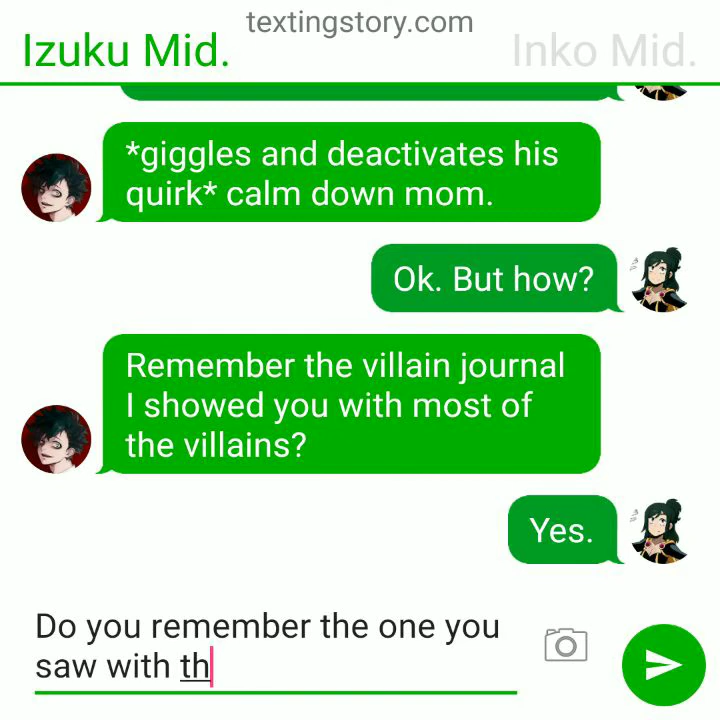 textingstory.com
Izuku Mid.
Inko Mid.
*giggles and deactivates his
quirk* calm down mom.
Ok. But how?
Remember the villain journal
I showed you with most of
the villains?
Yes.
Do you remember the one you
saw with th